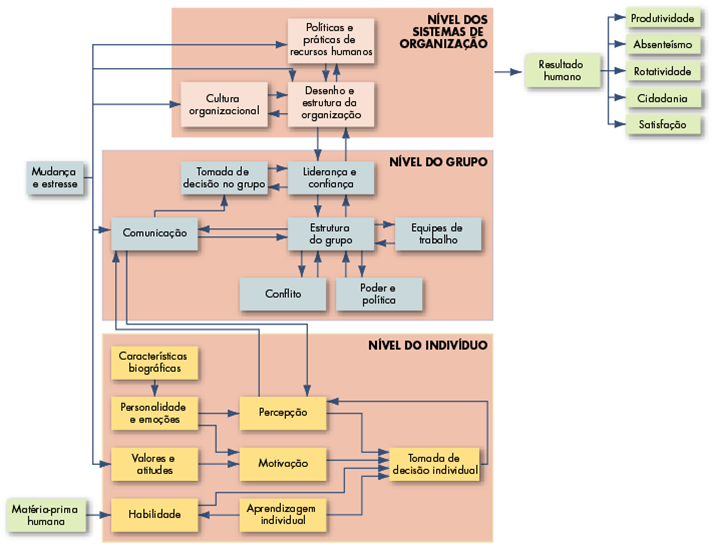 NÍVEL DOS
SISTEMAS DE
ORGANIZAÇÃO
Políticas e
práticas de
recursos humanos
Cultura
organizacional
Desenho e
estrutura da
organização
Resultado
humano
Produtividade
Absenteísmo
Rotatividade
Cidadania
Satisfação
Mudança
e estresse
NÍVEL DO GRUPO
Tomada de
decisão no grupo
Liderança e
confiança
Comunicação
Estrutura
do grupo
Equipes de
trabalho
Conflito
Poder e
política
NÍVEL DO INDIVÍDUO
Características
biográficas
Personalidade
e emoções
Percepção
Valores e
atitudes
Motivação
Tomada de
decisão individual
Matéria-prima
humana
Habilidade
Aprendizagem
individual